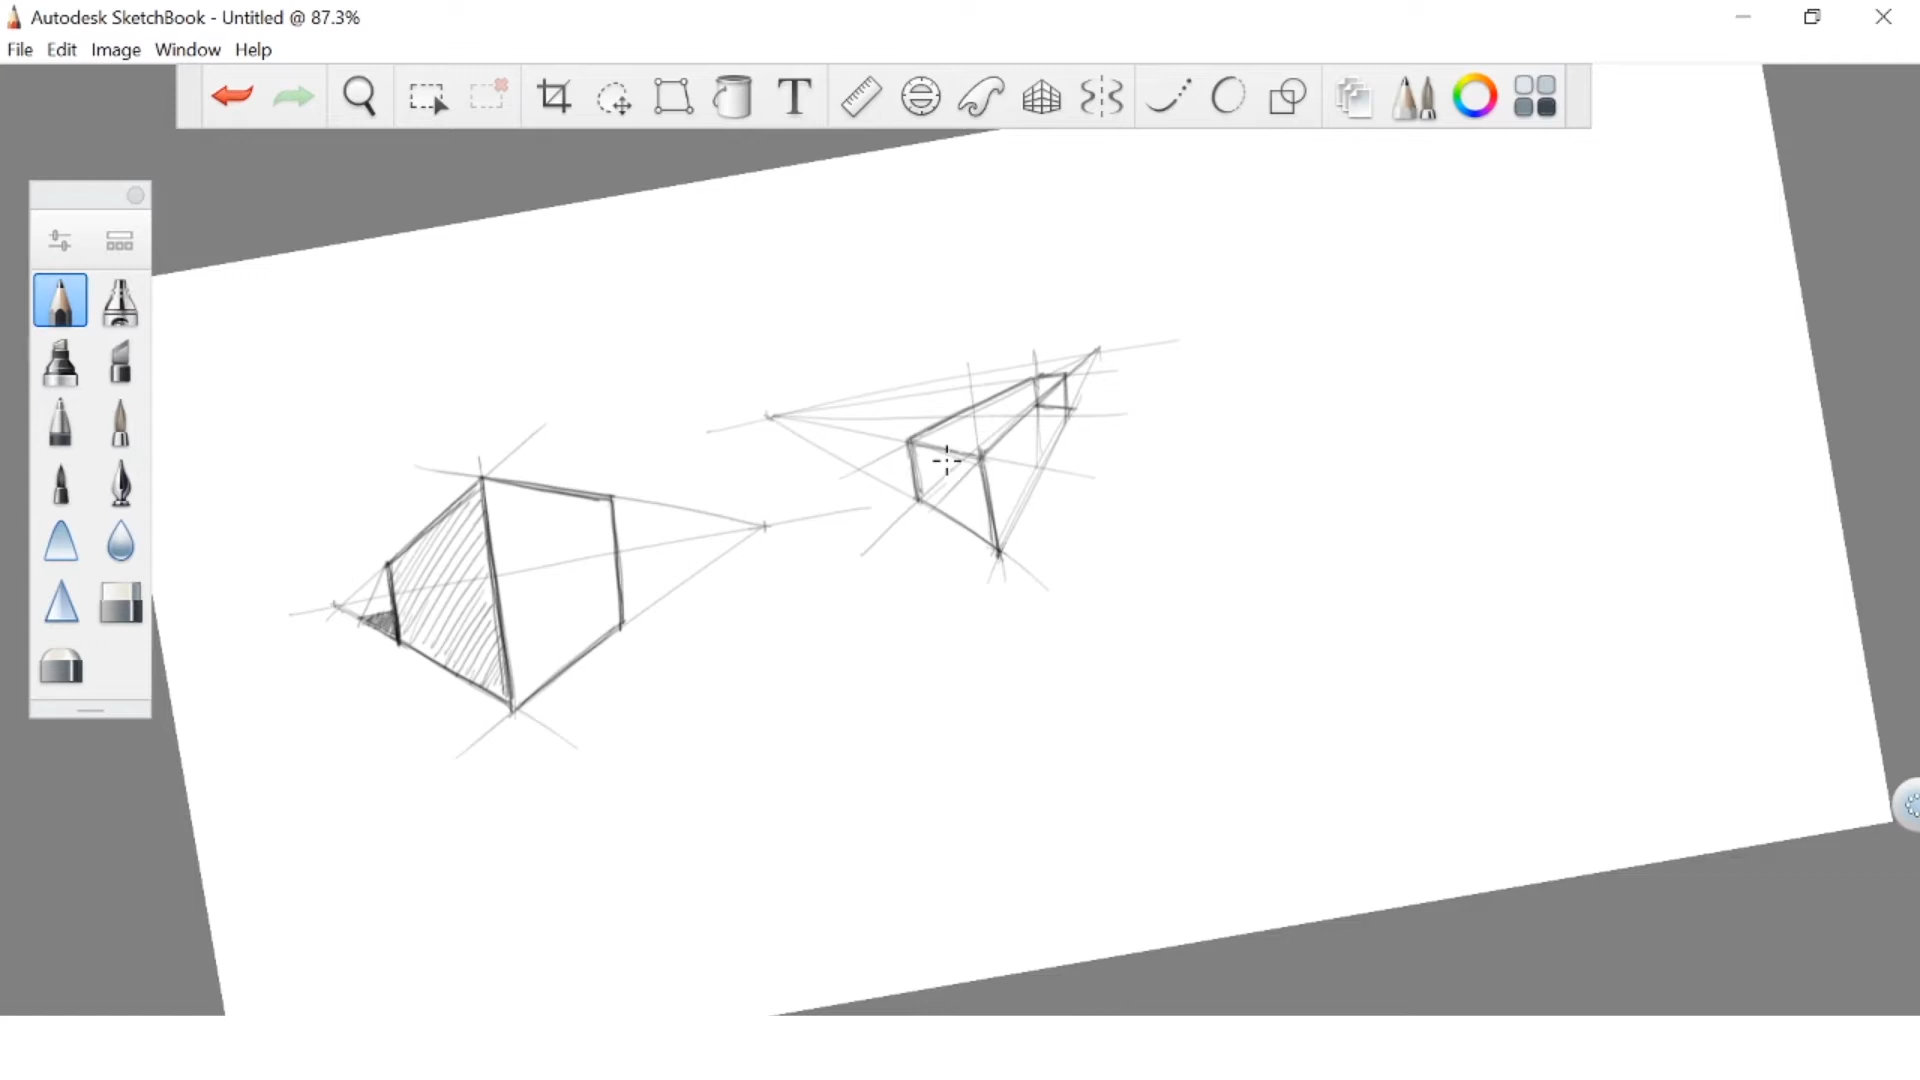 Autodesk SketchBook - Untitled @ 87.3%
File Edit Image Window Help
T